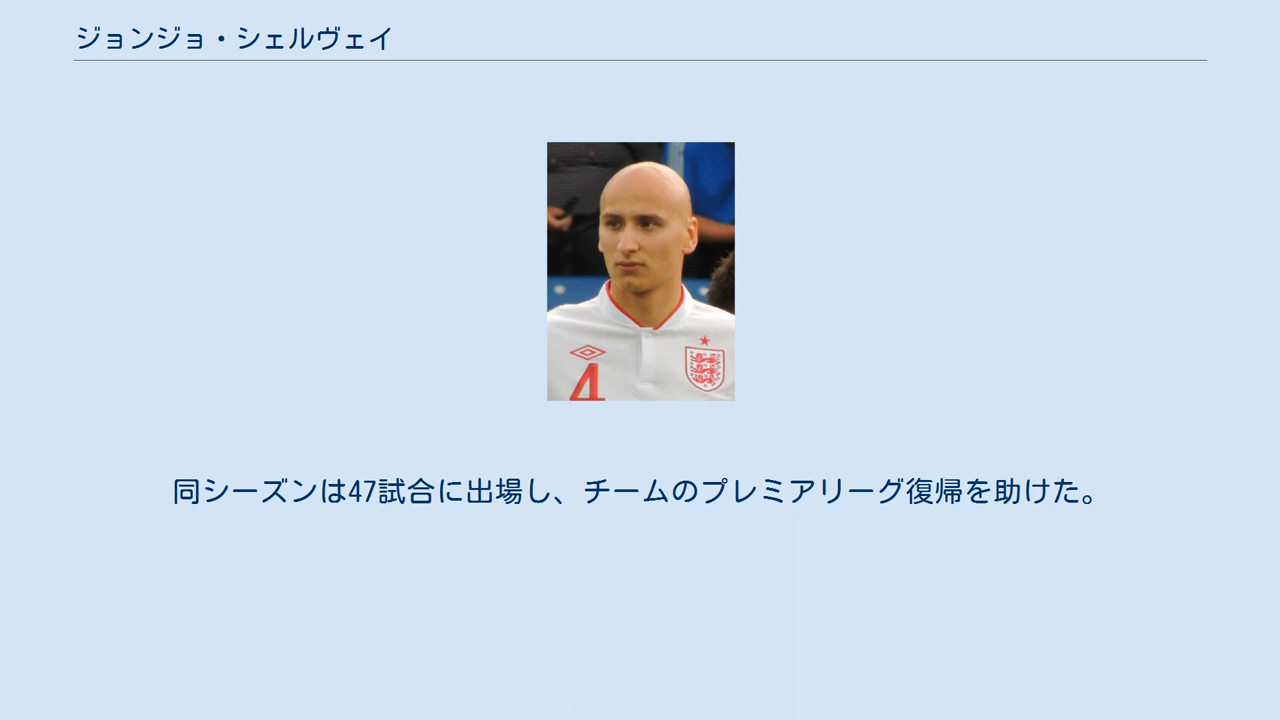 ジョンジョ・シェルヴェイ
4
同シーズンは47試合に出場し、チームのプレミアリーグ復帰を助けた。